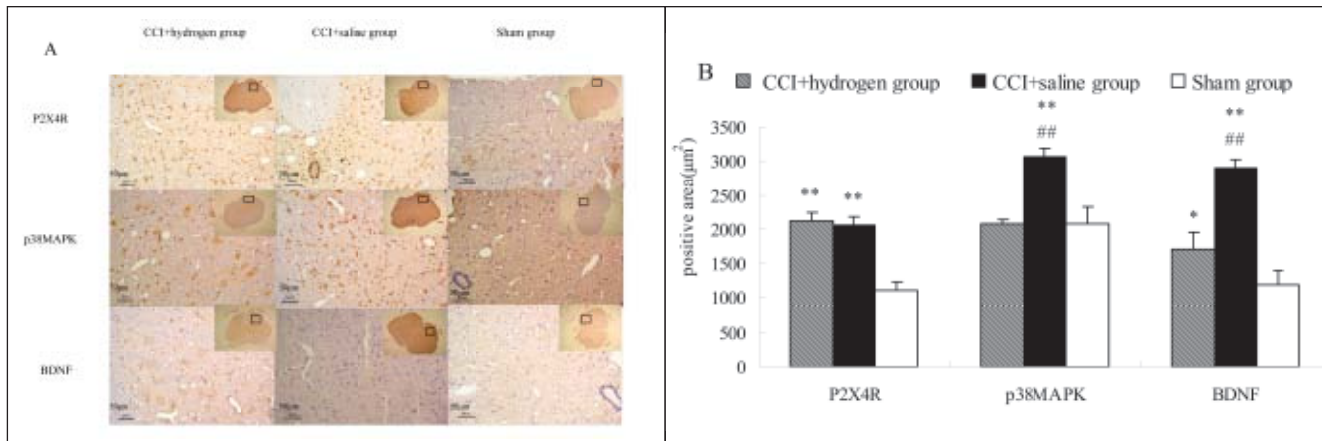 A
CCI+hydrogen group CCI+saline group Sham group
P2X4R
p38MAPK
BDNF
B
CCI+hydrogen group CCI+saline group Sham group
positive area(μm²)
3500
3000
2500
2000
1500
1000
500
0
** **
**
##
*
**
##
P2X4R p38MAPK BDNF